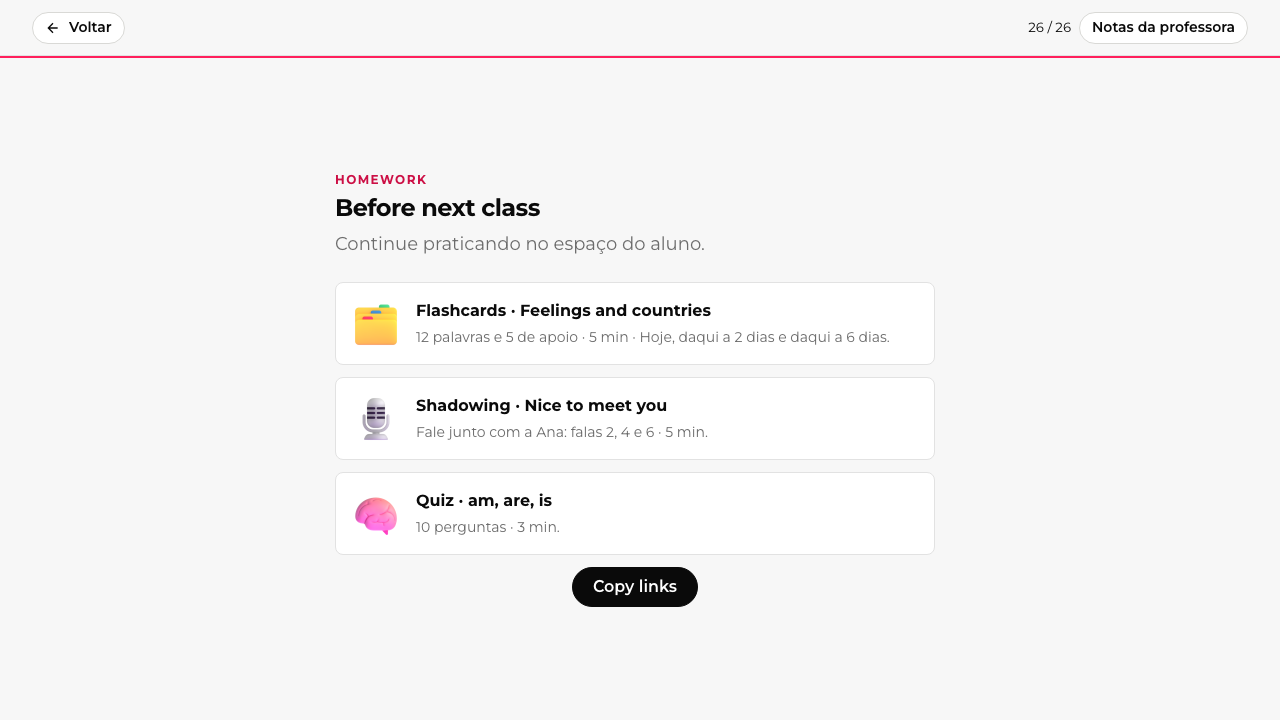 Voltar
26 / 26
Notas da professora
HOMEWORK
Before next class
Continue praticando no espaço do aluno.
Flashcards · Feelings and countries
12 palavras e 5 de apoio · 5 min · Hoje, daqui a 2 dias e daqui a 6 dias.
Shadowing · Nice to meet you
Fale junto com a Ana: falas 2, 4 e 6 · 5 min.
Quiz · am, are, is
10 perguntas · 3 min.
Copy links